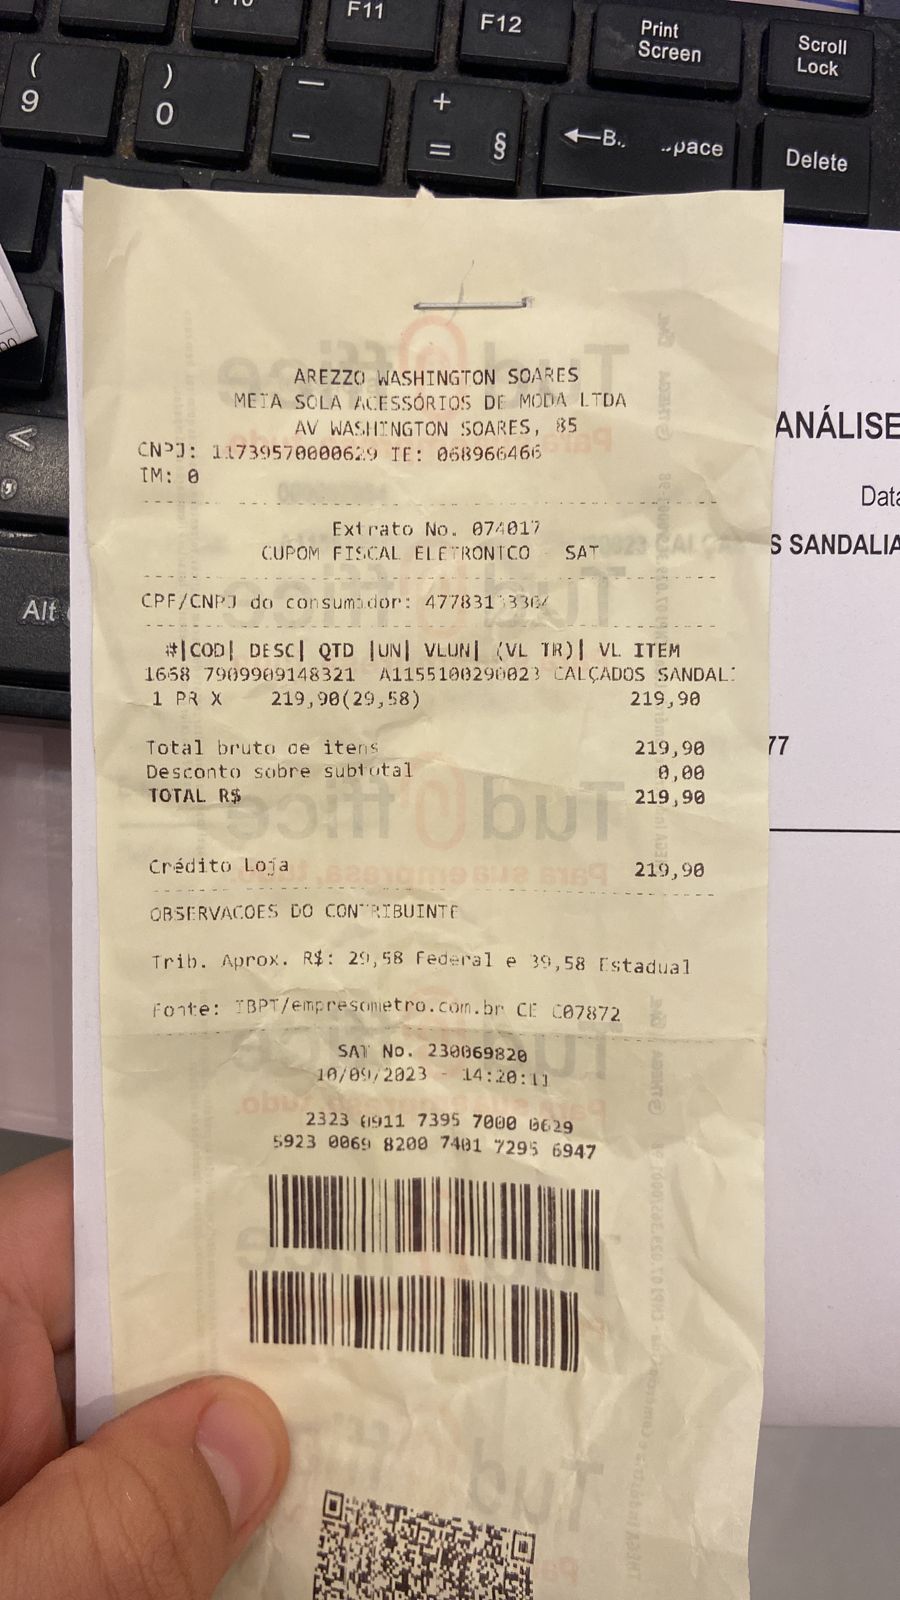 F11
F12
Print Screen
Scroll Lock
( 9
) 0
+ = §
Delete
Alt
AREZZO WASHINGTON SOARES
MEIA SOLA ACESSÓRIOS DE MODA LTDA
AV WASHINGTON SOARES, 85
CNPJ: 11739570000629 IE: 068966466
IM: 0
Extrato No. 074017
CUPOM FISCAL ELETRONICO - SAT
CPF/CNPJ do consumidor:
#|COD| DESC| QTD |UN| VLUN| (VL TR)| VL ITEM
1658 7909909148321 A1155100290023 CALÇADOS SANDAL
1 PR X 219,90(29,58) 219,90
Total bruto de itens 219,90
Desconto sobre subtotal 0,00
TOTAL R$ 219,90
Crédito Loja 219,90
OBSERVACOES DO CONTRIBUINTE
Trib. Aprox. R$: 29,58 Federal e 39,58 Estadual
Fonte: IBPT/empresometro.com.br CE C07872
SAT No. 230069820
10/09/2023 - 14:20:11
2323 0911 7395 7000 0629
5923 0069 8200 7401 7295 6947
ANÁLISE
Data
S SANDALIA
77